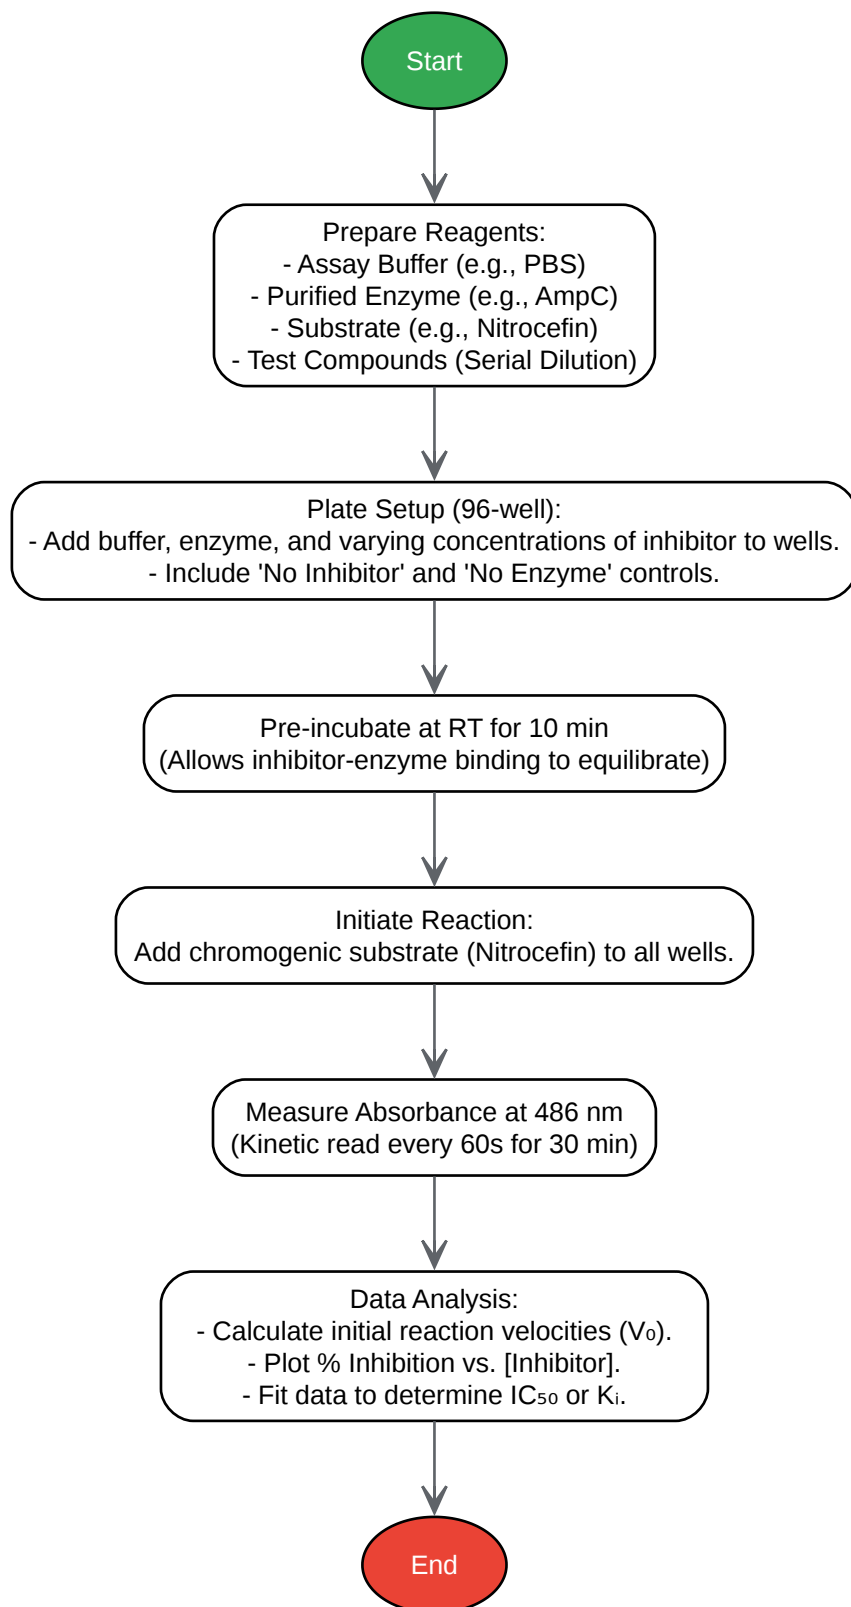 Start
Prepare Reagents:
- Assay Buffer (e.g., PBS)
- Purified Enzyme (e.g., AmpC)
- Substrate (e.g., Nitrocefin)
- Test Compounds (Serial Dilution)
Plate Setup (96-well):
- Add buffer, enzyme, and varying concentrations of inhibitor to wells.
- Include 'No Inhibitor' and 'No Enzyme' controls.
Pre-incubate at RT for 10 min
(Allows inhibitor-enzyme binding to equilibrate)
Initiate Reaction:
Add chromogenic substrate (Nitrocefin) to all wells.
Measure Absorbance at 486 nm
(Kinetic read every 60s for 30 min)
Data Analysis:
- Calculate initial reaction velocities (V₀).
- Plot % Inhibition vs. [Inhibitor].
- Fit data to determine IC₅₀ or Kᵢ.
End